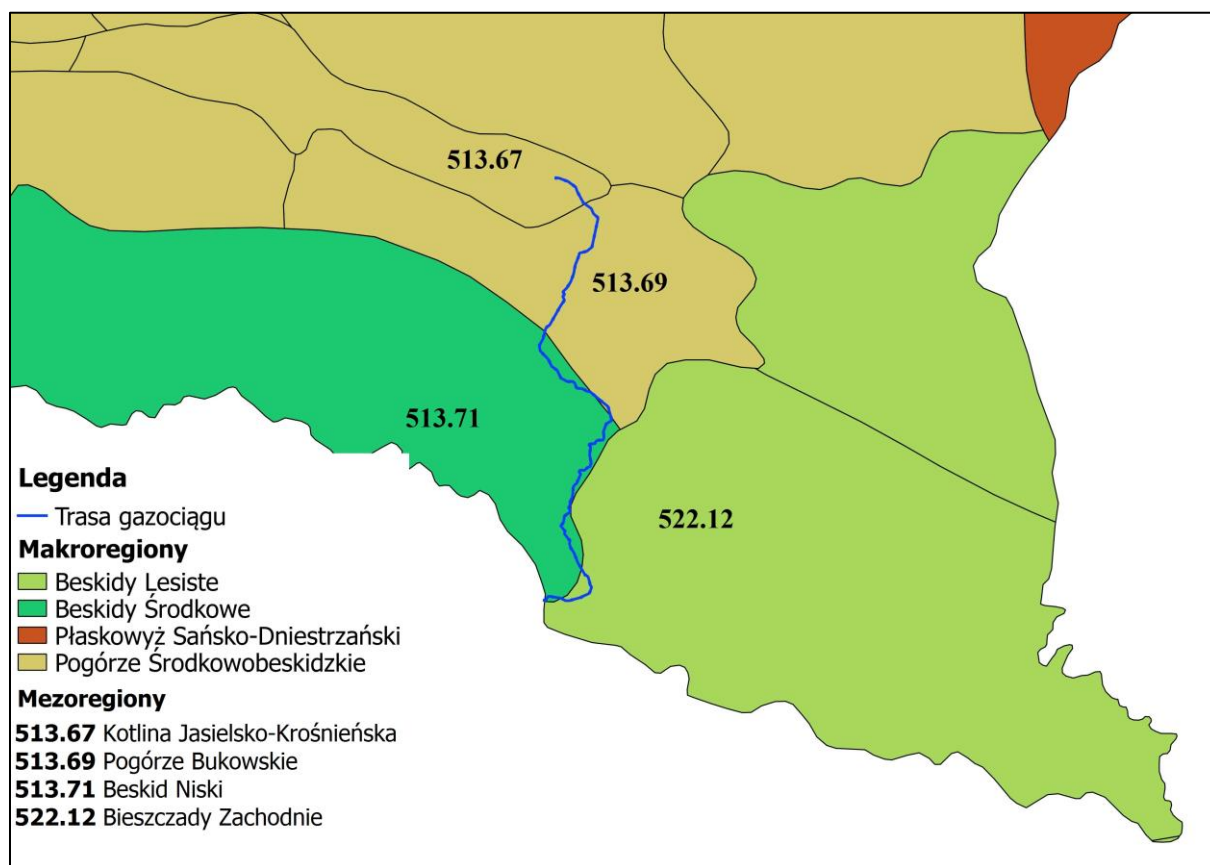 513.67
513.69
513.71
522.12
Legenda
Trasa gazociągu
Makroregiony
Beskidy Lesiste
Beskidy Środkowe
Płaskowyż Sańsko-Dniestrzański
Pogórze Środkowobeskidzkie
Mezoregiony
513.67 Kotlina Jasielsko-Krośnieńska
513.69 Pogórze Bukowskie
513.71 Beskid Niski
522.12 Bieszczady Zachodnie